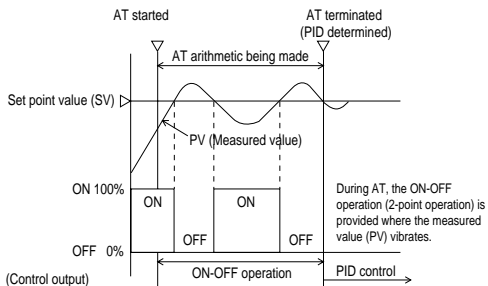 AT started
AT terminated
(PID determined)
AT arithmetic being made
Set point value (SV)
PV (Measured value)
ON 100%
ON
ON
During AT, the ON-OFF
operation (2-point operation) is
provided where the measured
value (PV) vibrates.
OFF
OFF
OFF 0%
(Control output)
ON-OFF operation
PID control